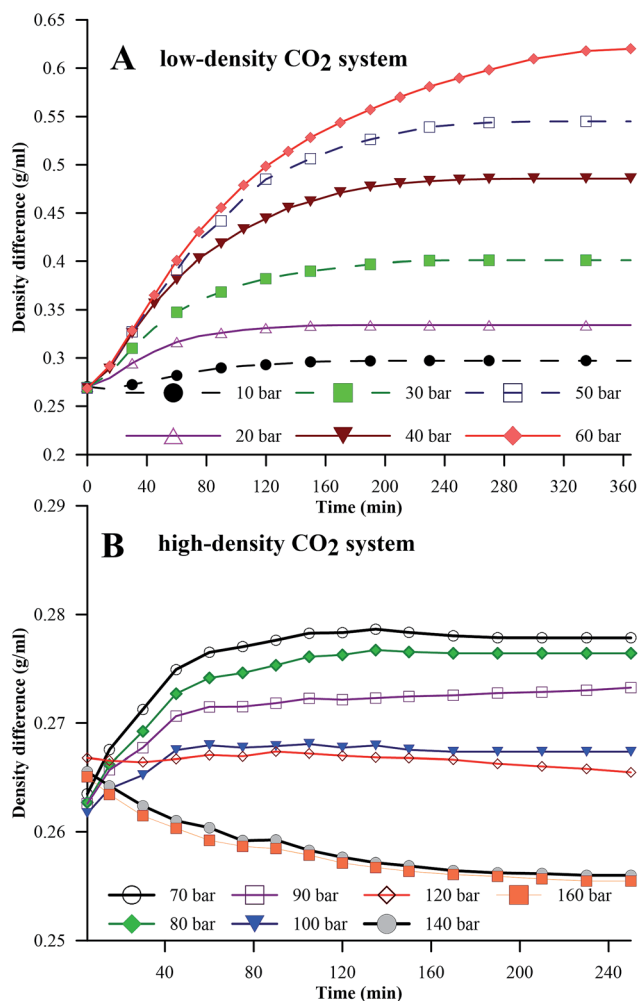 0.65
A low-density CO2 system
0.6
0.55
0.5
0.45
0.4
0.35
0.3
0.25
0.2
Density difference (g/ml)
10 bar 30 bar 50 bar
20 bar 40 bar 60 bar
0 40 80 120 160 200 240 280 320 360
Time (min)
0.29
B high-density CO2 system
0.28
0.27
0.26
0.25
Density difference (g/ml)
70 bar 90 bar 120 bar 160 bar
80 bar 100 bar 140 bar
40 80 120 160 200 240
Time (min)